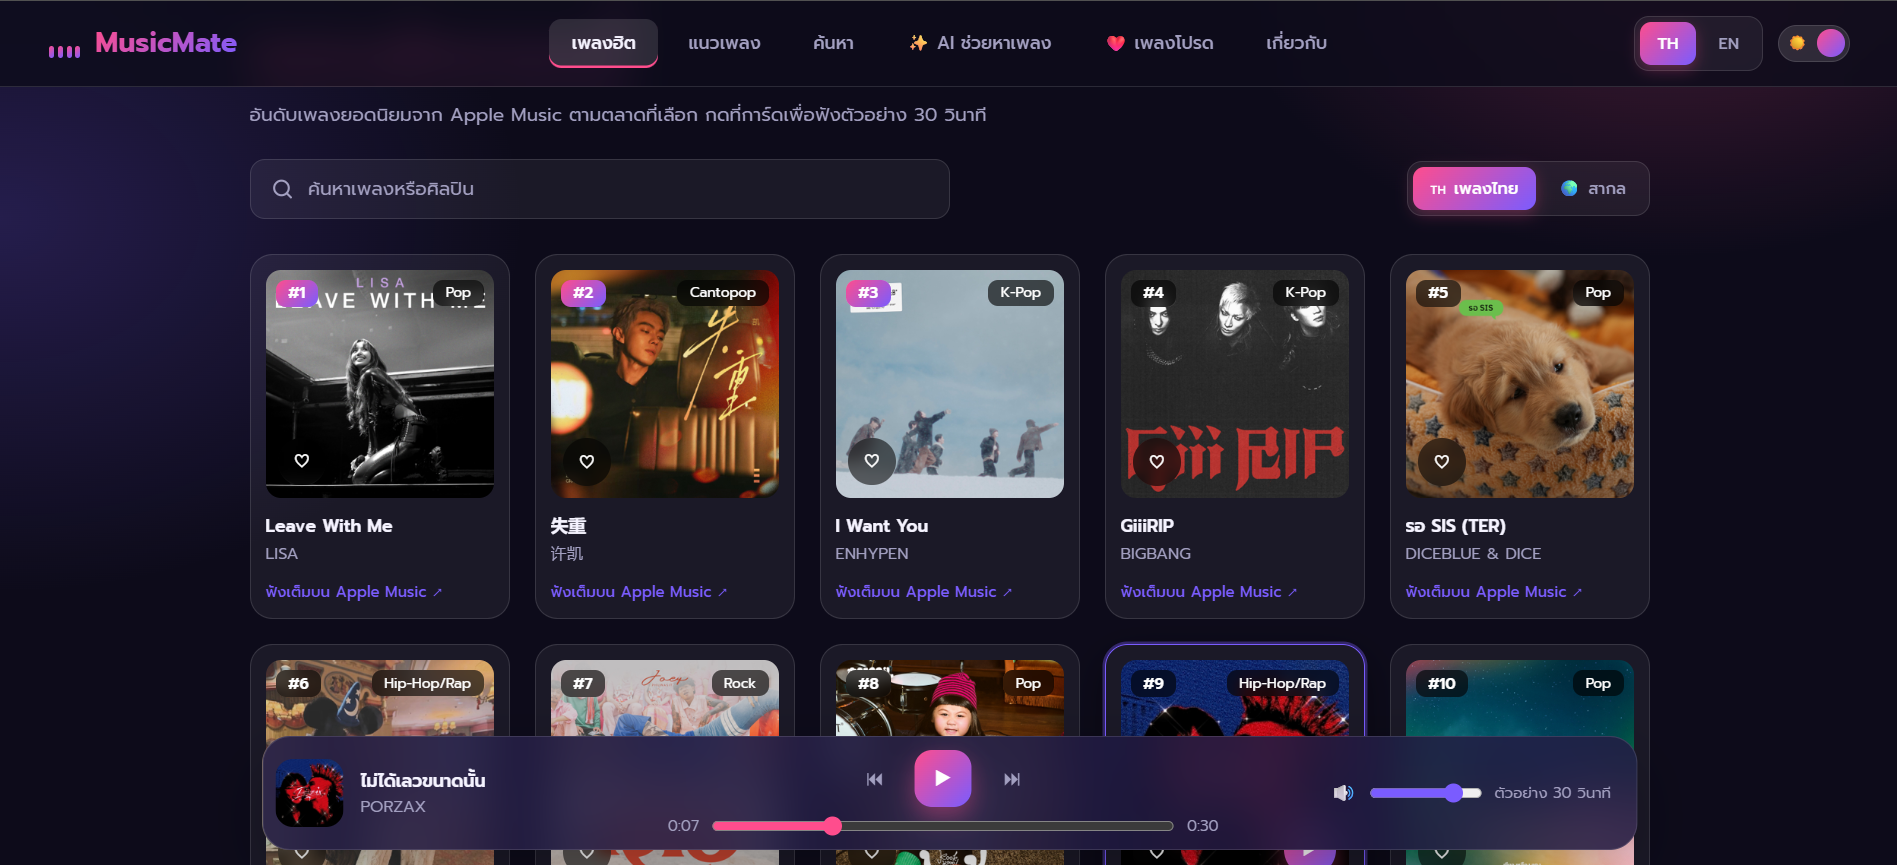 MusicMate
เพลงฮิต
แนวเพลง
ค้นหา
AI ช่วยหาเพลง
เพลงโปรด
เกี่ยวกับ
TH
EN
อันดับเพลงยอดนิยมจาก Apple Music ตามตลาดที่เลือก กดที่การ์ดเพื่อฟังตัวอย่าง 30 วินาที
ค้นหาเพลงหรือศิลปิน
TH เพลงไทย
สากล
#1
Pop
LISA
LEAVE WITH ME
#2
Cantopop
失重
#3
K-Pop
#4
K-Pop
GiiiRIP
#5
Pop
รอ SIS
Leave With Me
LISA
ฟังเต็มบน Apple Music ↗
失重
许凯
ฟังเต็มบน Apple Music ↗
I Want You
ENHYPEN
ฟังเต็มบน Apple Music ↗
GiiiRIP
BIGBANG
ฟังเต็มบน Apple Music ↗
รอ SIS (TER)
DICEBLUE & DICE
ฟังเต็มบน Apple Music ↗
#6
Hip-Hop/Rap
#7
Rock
Joey
#8
Pop
#9
Hip-Hop/Rap
#10
Pop
ไม่ได้เลวขนาดนั้น
PORZAX
0:07
0:30
ตัวอย่าง 30 วินาที